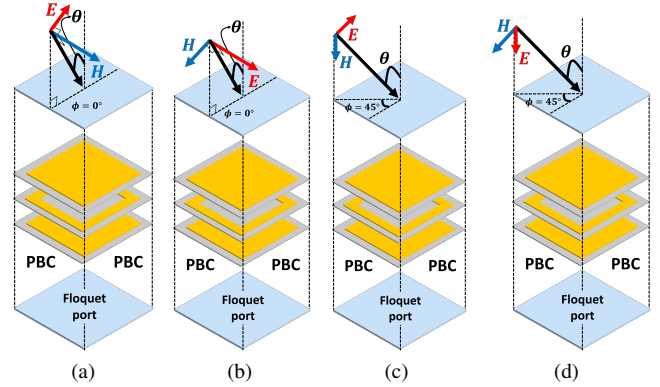 E
θ
H
ϕ = 0°
PBC PBC
Floquet
port
(a)
θ
H
E
ϕ = 0°
PBC PBC
Floquet
port
(b)
E
H
θ
ϕ = 45°
PBC PBC
Floquet
port
(c)
H
E
θ
ϕ = 45°
PBC PBC
Floquet
port
(d)